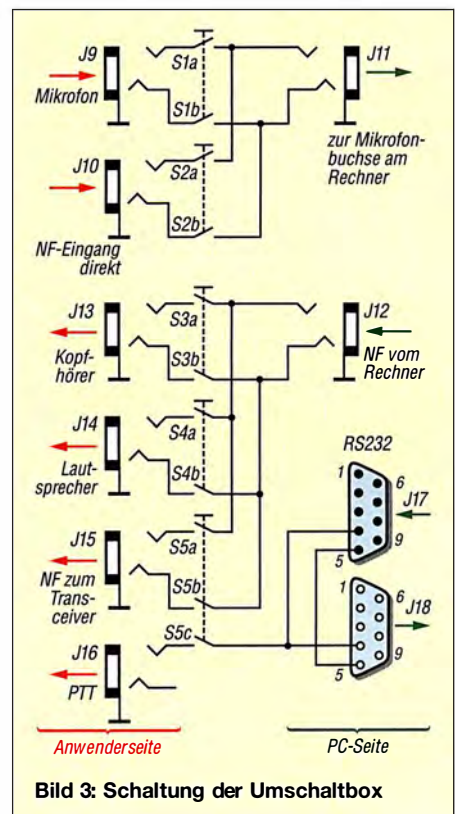 J9
Mikrofon
S1a
S1b
J11
zur Mikrofon-
buchse am
Rechner
J10
NF-Eingang
direkt
S2a
S2b
J13
Kopf-
hörer
S3a
S3b
J12
NF vom
Rechner
J14
Laut-
sprecher
S4a
S4b
RS232
1
6
J17
9
5
J15
NF zum
Trans-
ceiver
S5a
S5b
S5c
1
6
J18
9
5
J16
PTT
Anwenderseite
PC-Seite
Bild 3: Schaltung der Umschaltbox